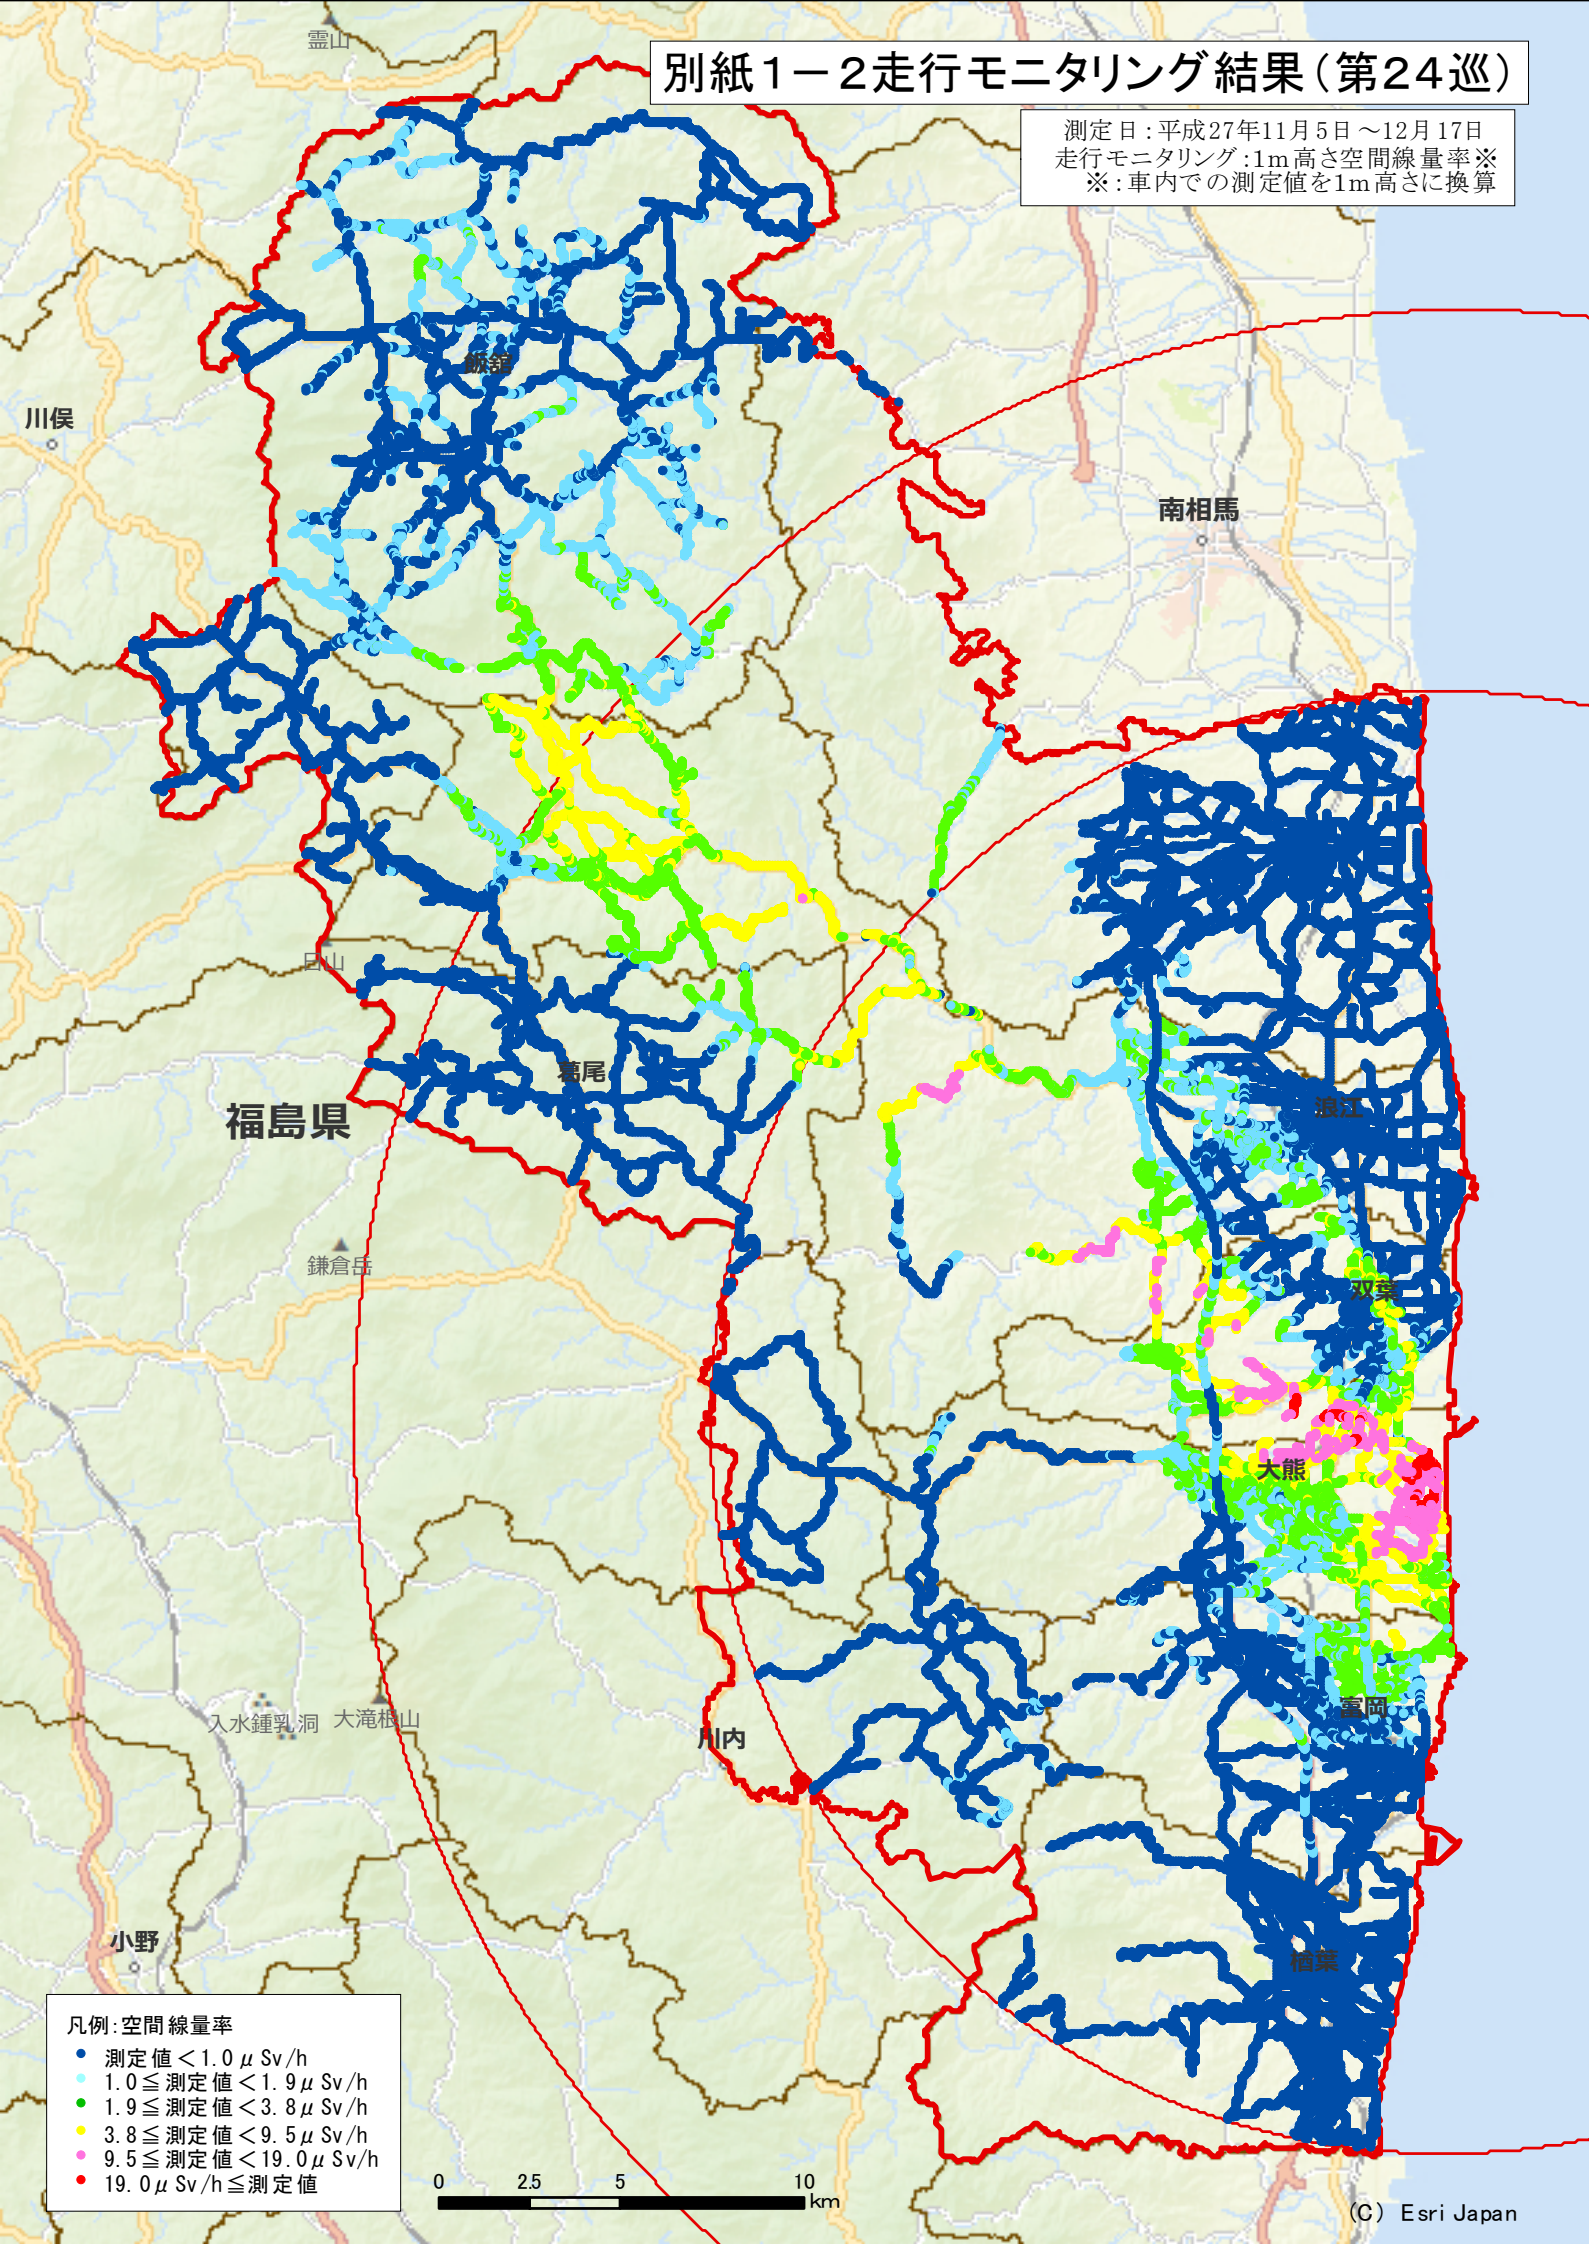 別紙1-2走行モニタリング結果(第24巡)
測定日:平成27年11月5日~12月17日
走行モニタリング:1m高さ空間線量率※
※:車内での測定値を1m高さに換算
霊山
飯舘
川俣
南相馬
日山
葛尾
福島県
浪江
鎌倉岳
双葉
大熊
富岡
入水鍾乳洞
大滝根山
川内
小野
楢葉
凡例:空間線量率
測定値<1.0μSv/h
1.0≦測定値<1.9μSv/h
1.9≦測定値<3.8μSv/h
3.8≦測定値<9.5μSv/h
9.5≦測定値<19.0μSv/h
19.0μSv/h≦測定値
0 2.5 5 10
km
(C) Esri Japan